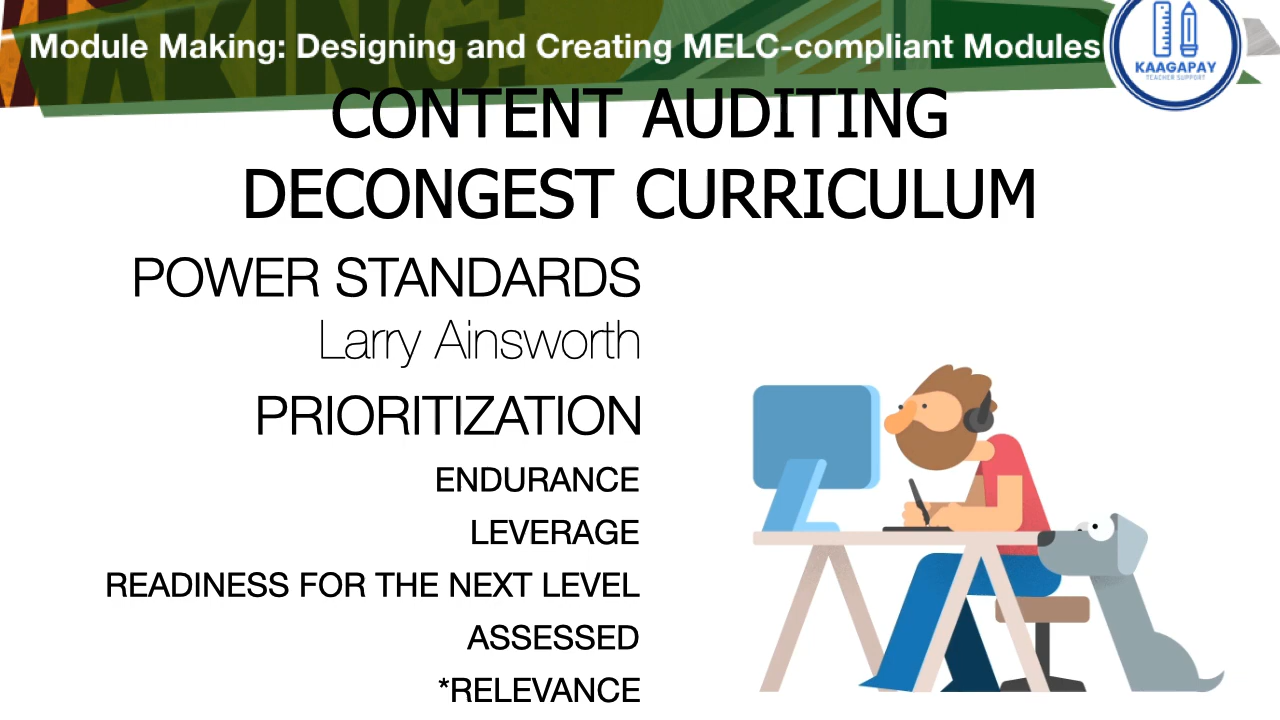 Module Making: Designing and Creating MELC-compliant Modules
KAAGAPAY
TEACHER SUPPORT
CONTENT AUDITING
DECONGEST CURRICULUM
POWER STANDARDS
Larry Ainsworth
PRIORITIZATION
ENDURANCE
LEVERAGE
READINESS FOR THE NEXT LEVEL
ASSESSED
*RELEVANCE